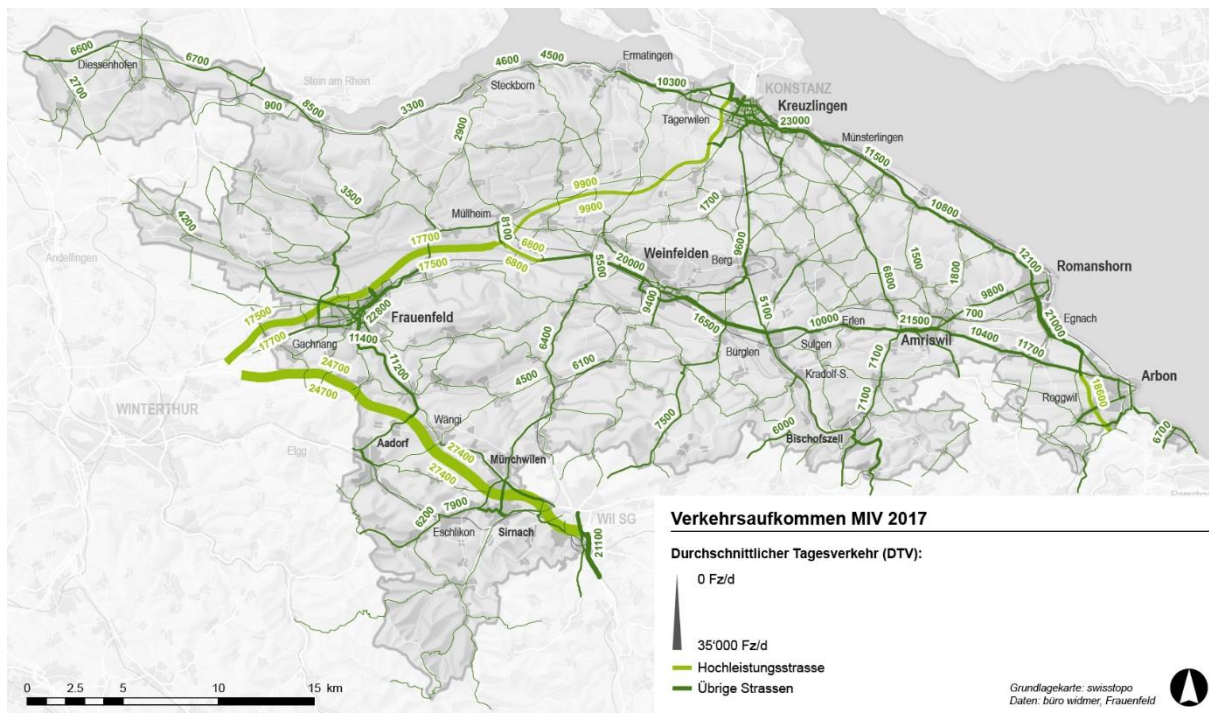 6600
Diessenhofen
6700
2700
Stein am Rhein
900
8500
3300
4600
4500
Steckborn
Ermatingen
10300
KONSTANZ
Kreuzlingen
Tägerwilen
23000
Münsterlingen
11500
2900
3500
4200
Andelfingen
Müllheim
8100
9900
9900
1700
10800
17700
17500
6800
6800
5500
Weinfelden
20000
Berg
9600
6800
1500
1800
12100
Romanshorn
9800
700
17500
17700
Frauenfeld
22800
Gachnang
11400
11200
9400
16500
5100
10000
Erlen
21500
Amriswil
10400
21000
Egnach
11700
Arbon
6400
Bürglen
Sulgen
Kradolf-S.
7100
7100
24700
24700
WINTERTHUR
4500
6100
7500
Roggwil
18600
6700
Wängi
Elgg
Aadorf
27400
27400
Münchwilen
6000
Bischofszell
7900
6200
Eschlikon
Sirnach
Wil SG
21100
Verkehrsaufkommen MIV 2017
Durchschnittlicher Tagesverkehr (DTV):
0 Fz/d
35'000 Fz/d
Hochleistungsstrasse
Übrige Strassen
0 2.5 5 10 15 km
Grundlagekarte: swisstopo
Daten: büro widmer, Frauenfeld